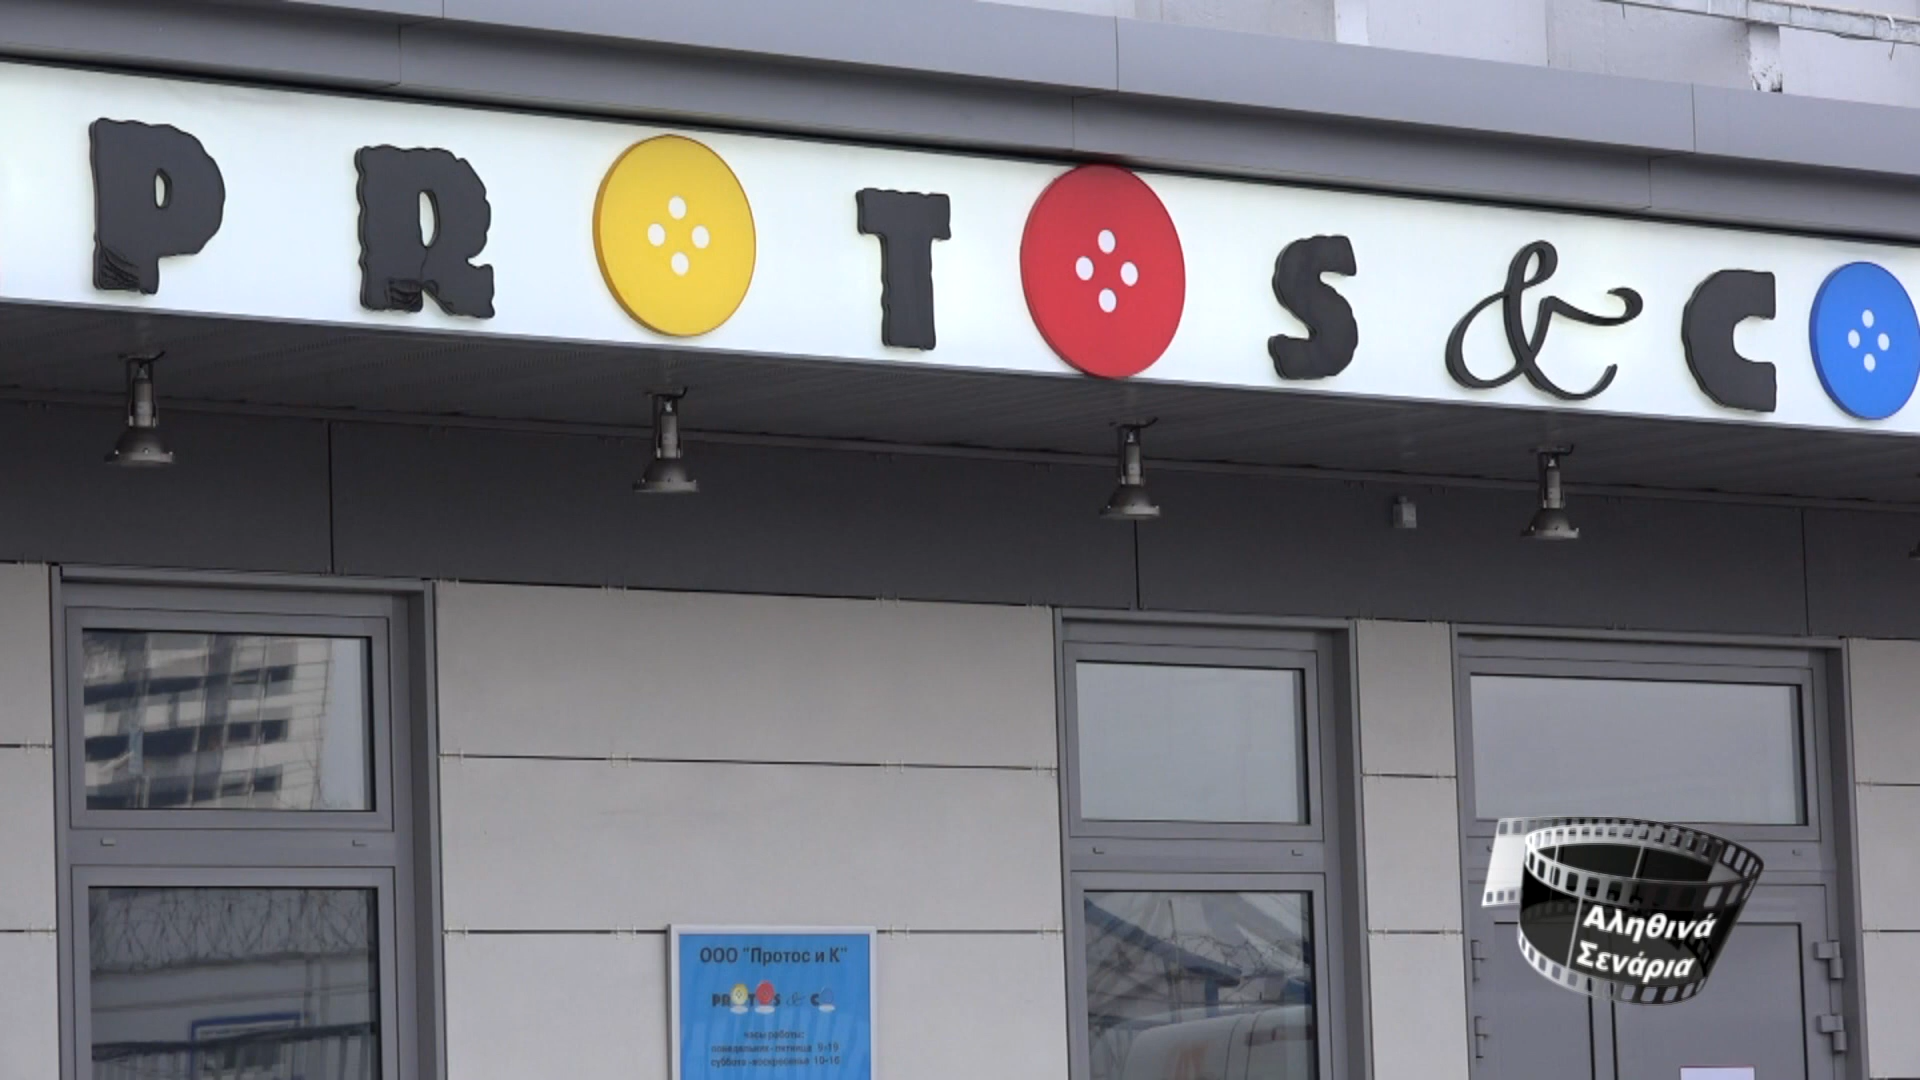 PROTOS & CO
ООО "Протос и К"
PROTOS & CO
часы работы:
понедельник - пятница 9-19
суббота - воскресенье 10-16
Αληθινά
Σενάρια